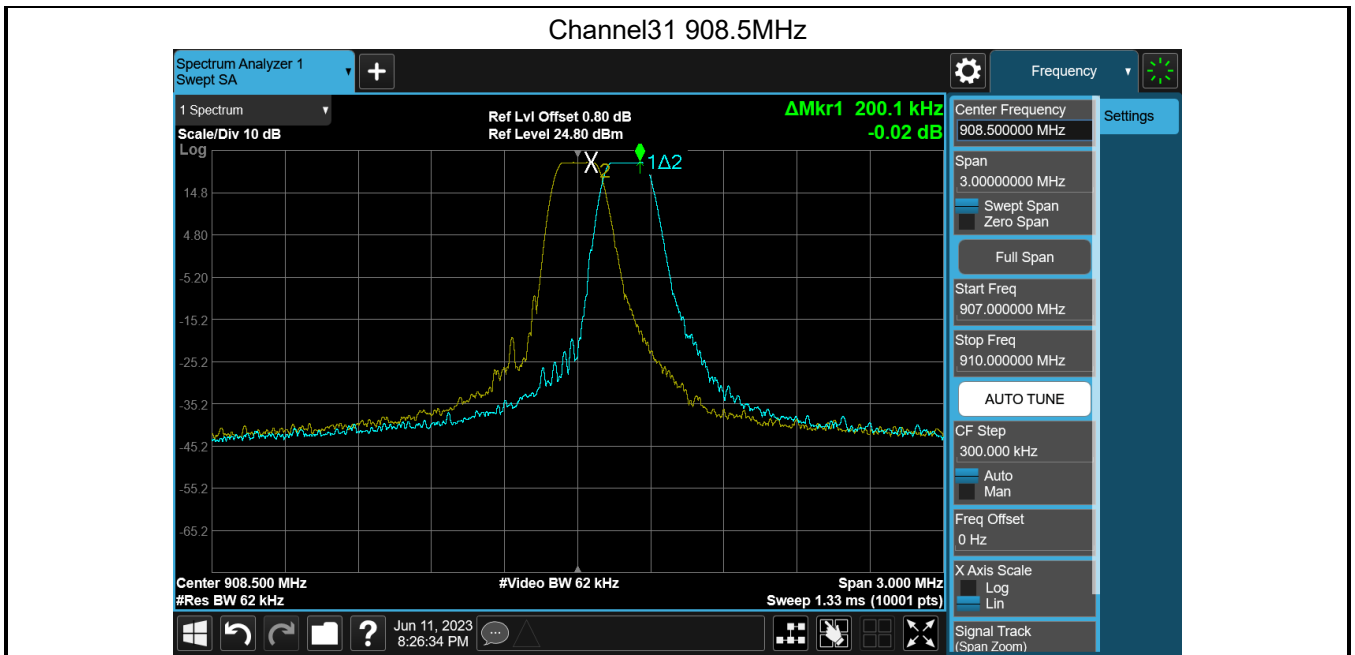 Channel31 908.5MHz
Spectrum Analyzer 1
Swept SA
Frequency
1 Spectrum
Scale/Div 10 dB
Log
Ref Lvl Offset 0.80 dB
Ref Level 24.80 dBm
ΔMkr1 200.1 kHz
-0.02 dB
X
2
1Δ2
14.8
4.80
-5.20
-15.2
-25.2
-35.2
-45.2
-55.2
-65.2
Center 908.500 MHz
#Video BW 62 kHz
Span 3.000 MHz
#Res BW 62 kHz
Sweep 1.33 ms (10001 pts)
Center Frequency
908.500000 MHz
Settings
Span
3.00000000 MHz
Swept Span
Zero Span
Full Span
Start Freq
907.000000 MHz
Stop Freq
910.000000 MHz
AUTO TUNE
CF Step
300.000 kHz
Auto
Man
Freq Offset
0 Hz
X Axis Scale
Log
Lin
Signal Track
(Span Zoom)
?
Jun 11, 2023
8:26:34 PM